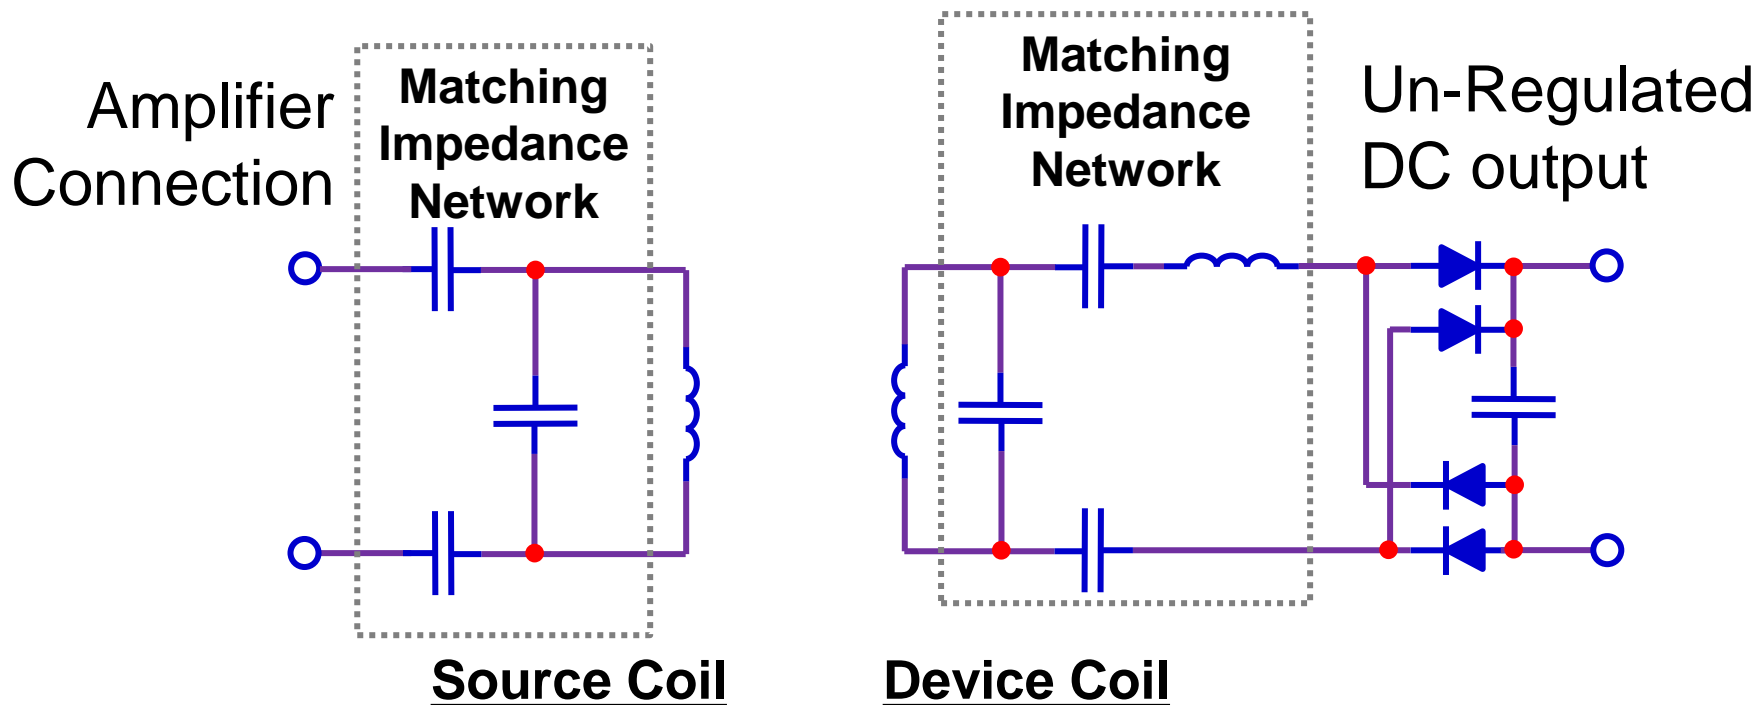 Amplifier
Connection
Matching
Impedance
Network
Matching
Impedance
Network
Un-Regulated
DC output
Source Coil
Device Coil